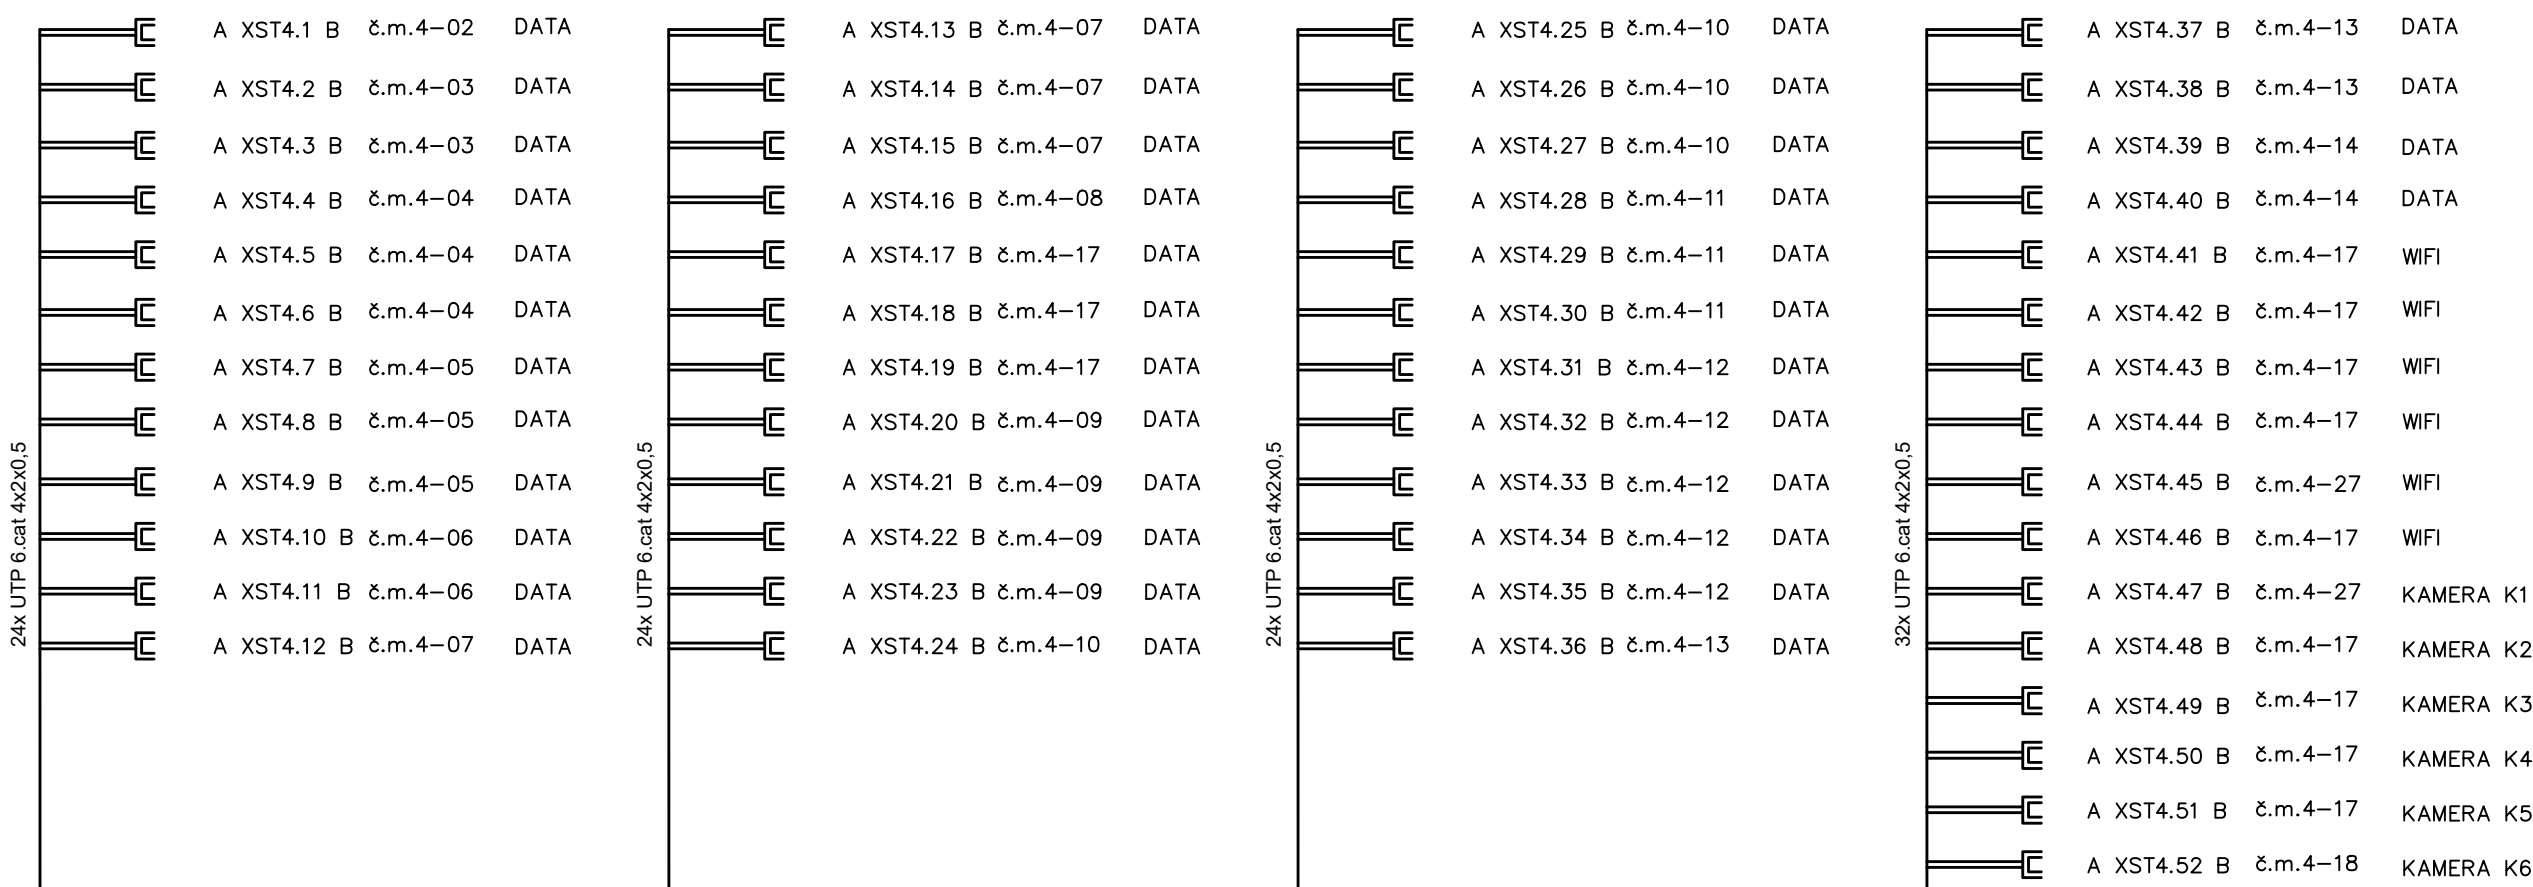 24x UTP 6.cat 4x2x0,5
A XST4.1 B č.m.4-02 DATA
A XST4.2 B č.m.4-03 DATA
A XST4.3 B č.m.4-03 DATA
A XST4.4 B č.m.4-04 DATA
A XST4.5 B č.m.4-04 DATA
A XST4.6 B č.m.4-04 DATA
A XST4.7 B č.m.4-05 DATA
A XST4.8 B č.m.4-05 DATA
A XST4.9 B č.m.4-05 DATA
A XST4.10 B č.m.4-06 DATA
A XST4.11 B č.m.4-06 DATA
A XST4.12 B č.m.4-07 DATA
24x UTP 6.cat 4x2x0,5
A XST4.13 B č.m.4-07 DATA
A XST4.14 B č.m.4-07 DATA
A XST4.15 B č.m.4-07 DATA
A XST4.16 B č.m.4-08 DATA
A XST4.17 B č.m.4-17 DATA
A XST4.18 B č.m.4-17 DATA
A XST4.19 B č.m.4-17 DATA
A XST4.20 B č.m.4-09 DATA
A XST4.21 B č.m.4-09 DATA
A XST4.22 B č.m.4-09 DATA
A XST4.23 B č.m.4-09 DATA
A XST4.24 B č.m.4-10 DATA
24x UTP 6.cat 4x2x0,5
A XST4.25 B č.m.4-10 DATA
A XST4.26 B č.m.4-10 DATA
A XST4.27 B č.m.4-10 DATA
A XST4.28 B č.m.4-11 DATA
A XST4.29 B č.m.4-11 DATA
A XST4.30 B č.m.4-11 DATA
A XST4.31 B č.m.4-12 DATA
A XST4.32 B č.m.4-12 DATA
A XST4.33 B č.m.4-12 DATA
A XST4.34 B č.m.4-12 DATA
A XST4.35 B č.m.4-12 DATA
A XST4.36 B č.m.4-13 DATA
32x UTP 6.cat 4x2x0,5
A XST4.37 B č.m.4-13 DATA
A XST4.38 B č.m.4-13 DATA
A XST4.39 B č.m.4-14 DATA
A XST4.40 B č.m.4-14 DATA
A XST4.41 B č.m.4-17 WIFI
A XST4.42 B č.m.4-17 WIFI
A XST4.43 B č.m.4-17 WIFI
A XST4.44 B č.m.4-17 WIFI
A XST4.45 B č.m.4-27 WIFI
A XST4.46 B č.m.4-17 WIFI
A XST4.47 B č.m.4-27 KAMERA K1
A XST4.48 B č.m.4-17 KAMERA K2
A XST4.49 B č.m.4-17 KAMERA K3
A XST4.50 B č.m.4-17 KAMERA K4
A XST4.51 B č.m.4-17 KAMERA K5
A XST4.52 B č.m.4-18 KAMERA K6